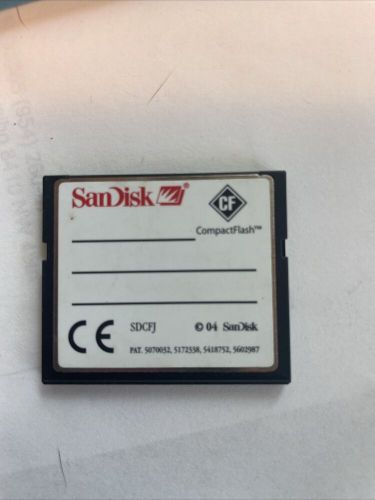 SanDisk
CF
CompactFlash™
CE
SDCFJ
© 04 SanDisk
PAT. 5070032, 5172338, 5418752, 5602987